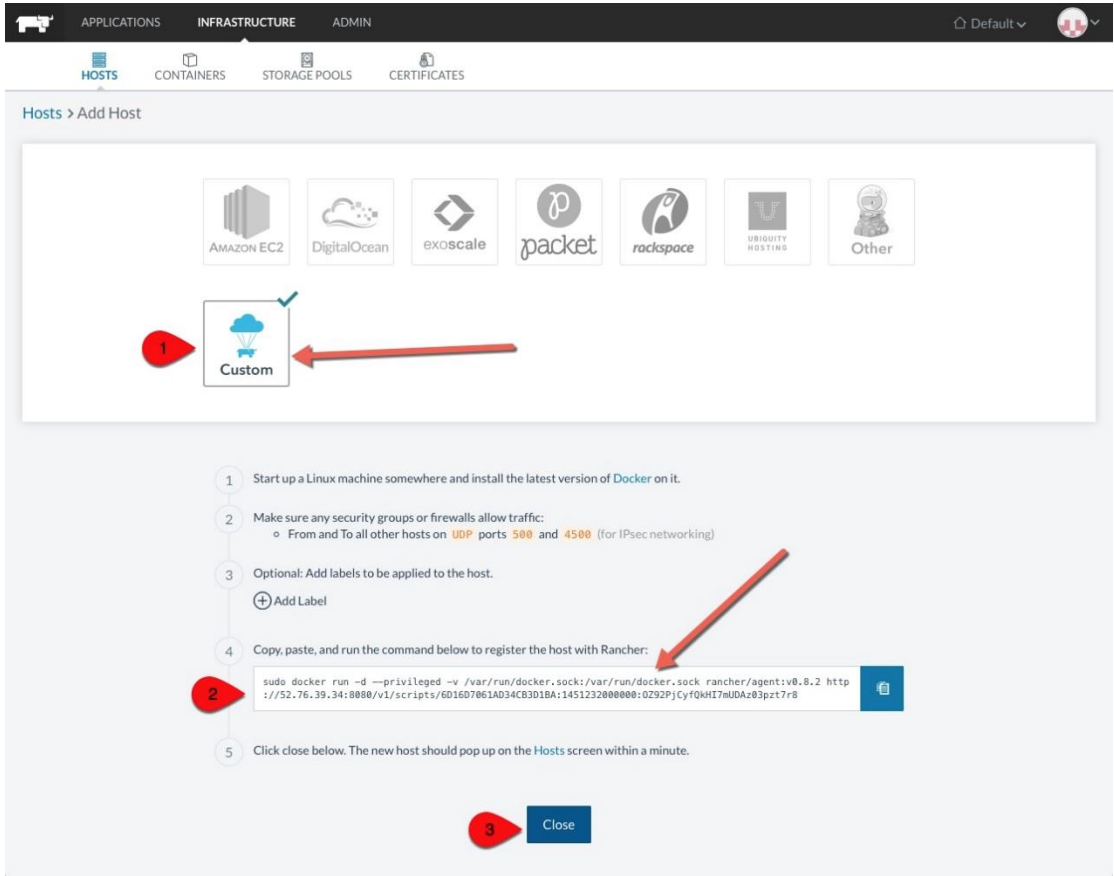 APPLICATIONS INFRASTRUCTURE ADMIN Default
HOSTS CONTAINERS STORAGE POOLS CERTIFICATES
Hosts > Add Host
AMAZON EC2 DigitalOcean exoscale packet rackspace UBIQUITY HOSTING Other
1 Custom
1 Start up a Linux machine somewhere and install the latest version of Docker on it.
2 Make sure any security groups or firewalls allow traffic:
From and To all other hosts on UDP ports 500 and 4500 (for IPsec networking)
3 Optional: Add labels to be applied to the host.
Add Label
4 Copy, paste, and run the command below to register the host with Rancher:
2 sudo docker run -d --privileged -v /var/run/docker.sock:/var/run/docker.sock rancher/agent:v0.8.2 http
://52.76.39.34:8080/v1/scripts/6D16D7061AD34CB3D1BA:1451232000000:OZ92PjCyfQkHI7mUDAz03pzt7r8
5 Click close below. The new host should pop up on the Hosts screen within a minute.
3 Close